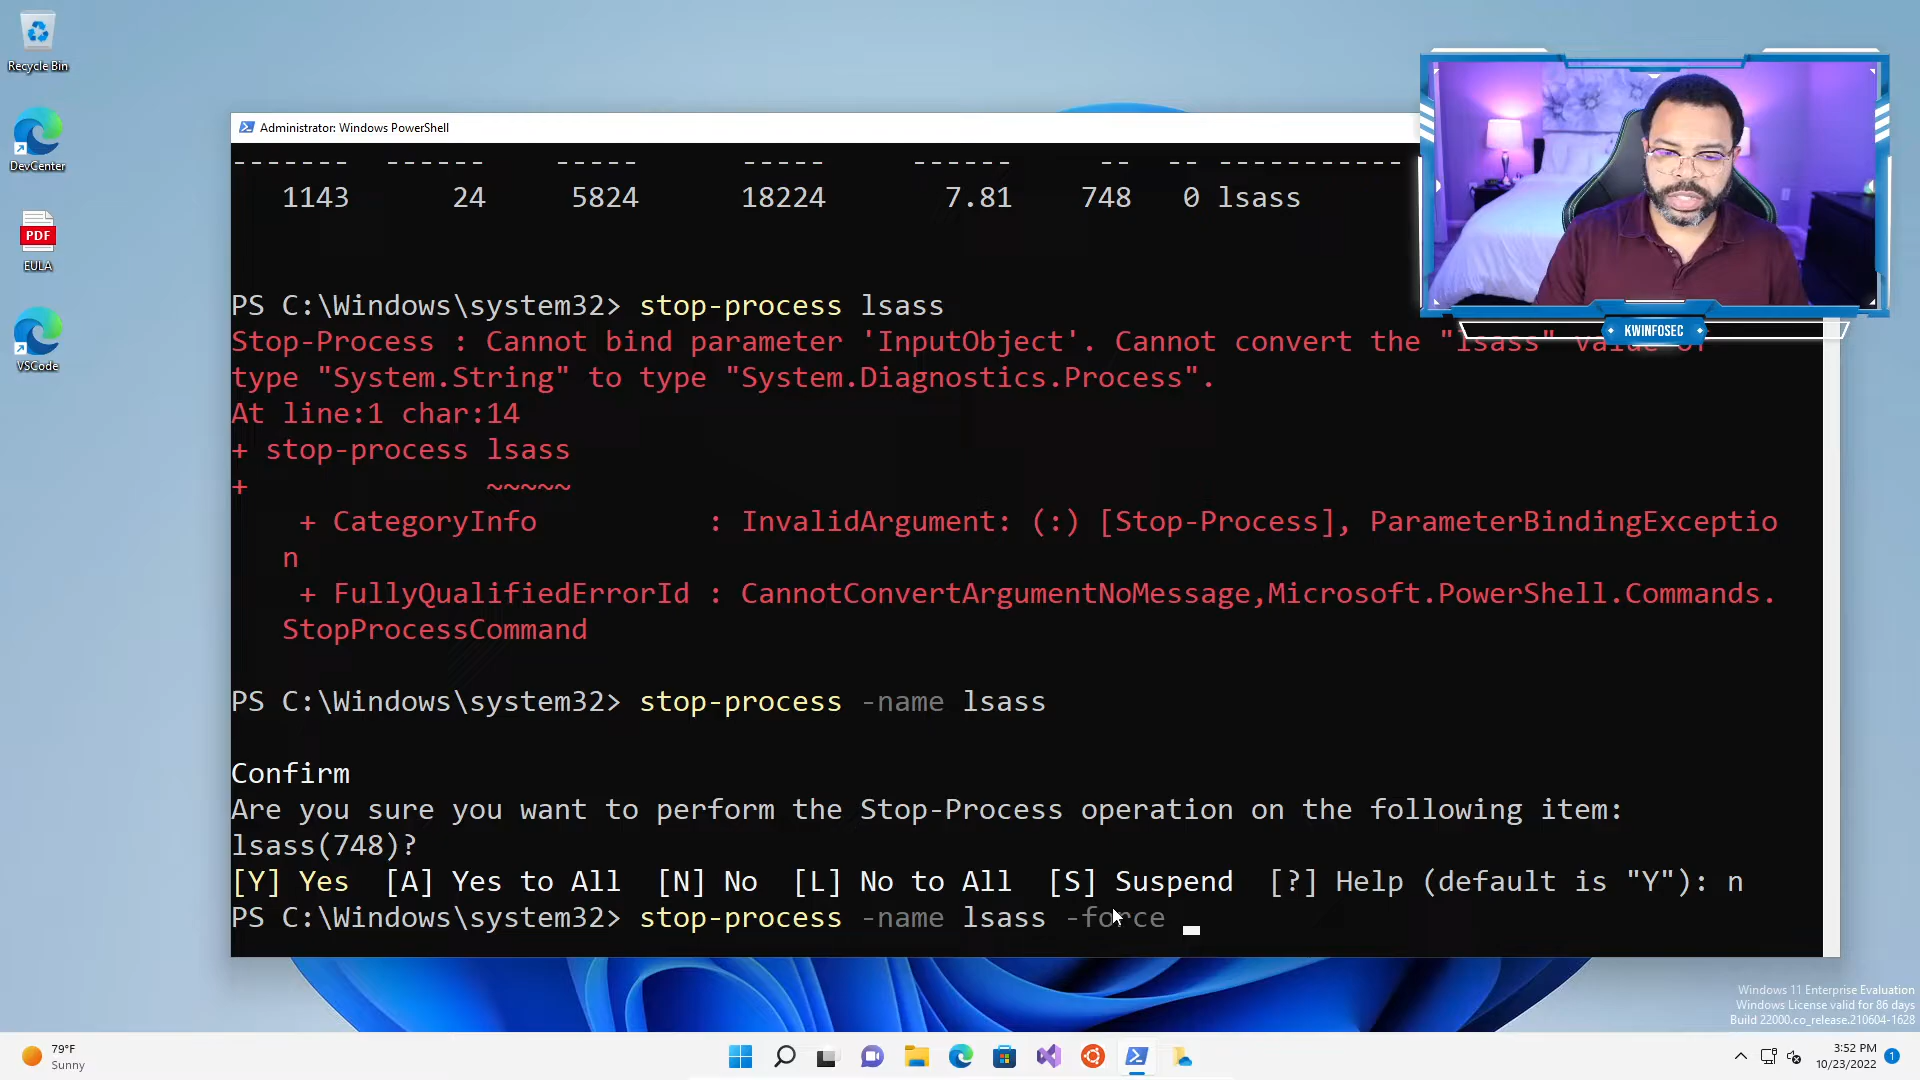 Recycle Bin
DevCenter
PDF
EULA
VSCode
Administrator: Windows PowerShell
------- ------ ----- ----- ------ -- -- -----------
1143 24 5824 18224 7.81 748 0 lsass
PS C:\Windows\system32> stop-process lsass
Stop-Process : Cannot bind parameter 'InputObject'. Cannot convert the "lsass"
type "System.String" to type "System.Diagnostics.Process".
At line:1 char:14
+ stop-process lsass
+ ~~~~~
+ CategoryInfo : InvalidArgument: (:) [Stop-Process], ParameterBindingExceptio
n
+ FullyQualifiedErrorId : CannotConvertArgumentNoMessage,Microsoft.PowerShell.Commands.
StopProcessCommand
PS C:\Windows\system32> stop-process -name lsass
Confirm
Are you sure you want to perform the Stop-Process operation on the following item:
lsass(748)?
[Y] Yes [A] Yes to All [N] No [L] No to All [S] Suspend [?] Help (default is "Y"): n
PS C:\Windows\system32> stop-process -name lsass -force
KWINFOSEC
Windows 11 Enterprise Evaluation
Windows License valid for 86 days
Build 22000.co_release.210604-1628
79°F
Sunny
3:52 PM
10/23/2022
1